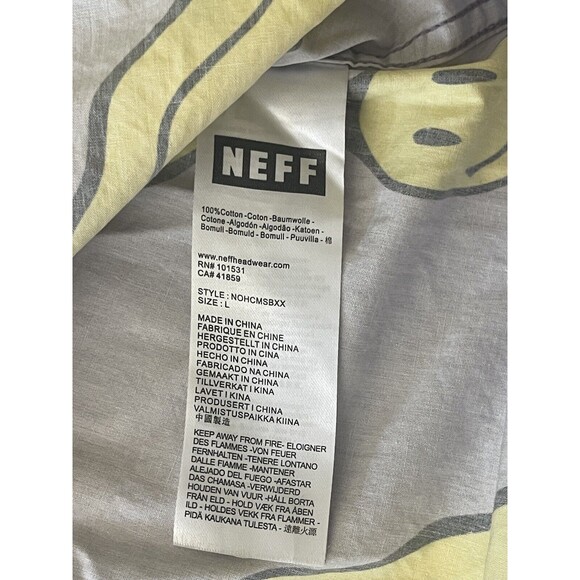 NEFF
100%Cotton -Coton -Baumwolle -
Cotone -Algodón -Algodão -Katoen -
Bomull -Bomuld - Bomull - Puuvilla - 棉
www.neffheadwear.com
RN# 101531
CA# 41859
STYLE : NOHCMSBXX
SIZE : L
MADE IN CHINA
FABRIQUE EN CHINE
HERGESTELLT IN CHINA
PRODOTTO IN CINA
HECHO IN CHINA
FABRICADO NA CHINA
GEMAAKT IN CHINA
TILLVERKAT I KINA
LAVET I KINA
PRODUSERT I CHINA
VALMISTUSPAIKKA KIINA
中國製造
KEEP AWAY FROM FIRE- ELOIGNER
DES FLAMMES -VON FEUER
FERNHALTEN -TENERE LONTANO
DALLE FIAMME -MANTENER
ALEJADO DEL FUEGO -AFASTAR
DAS CHAMASA -VERWIJDERD
HOUDEN VAN VUUR -HÅLL BORTA
FRÅN ELD - HOLD VÆK FRA ÅBEN
ILD - HOLDES VEKK FRA FLAMMER -
PIDÄ KAUKANA TULESTA - 遠離火源